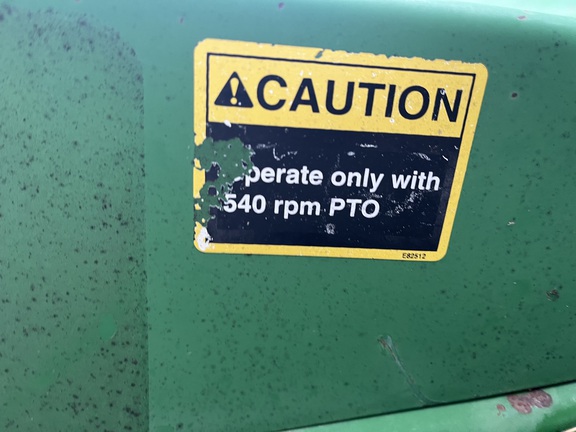 CAUTION
perate only with
540 rpm PTO
E82512